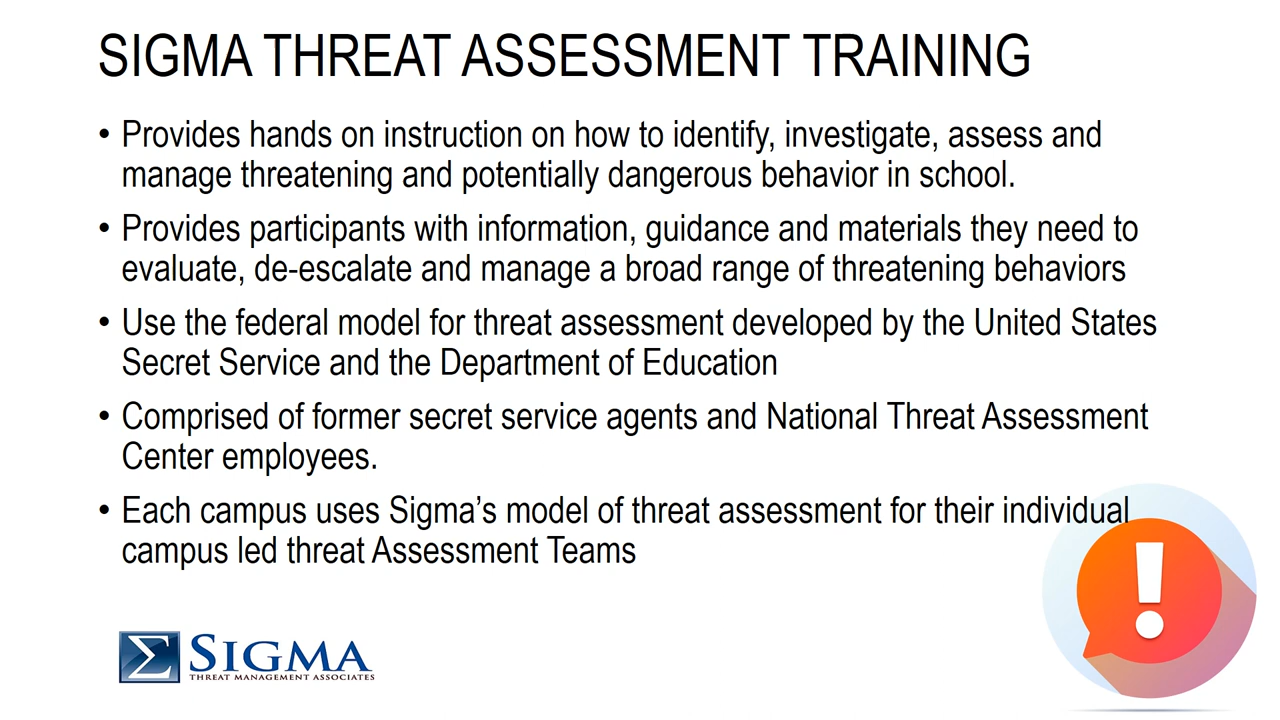 SIGMA THREAT ASSESSMENT TRAINING
• Provides hands on instruction on how to identify, investigate, assess and
manage threatening and potentially dangerous behavior in school.
• Provides participants with information, guidance and materials they need to
evaluate, de-escalate and manage a broad range of threatening behaviors
• Use the federal model for threat assessment developed by the United States
Secret Service and the Department of Education
• Comprised of former secret service agents and National Threat Assessment
Center employees.
• Each campus uses Sigma’s model of threat assessment for their individual
campus led threat Assessment Teams
Σ SIGMA
THREAT MANAGEMENT ASSOCIATES
!